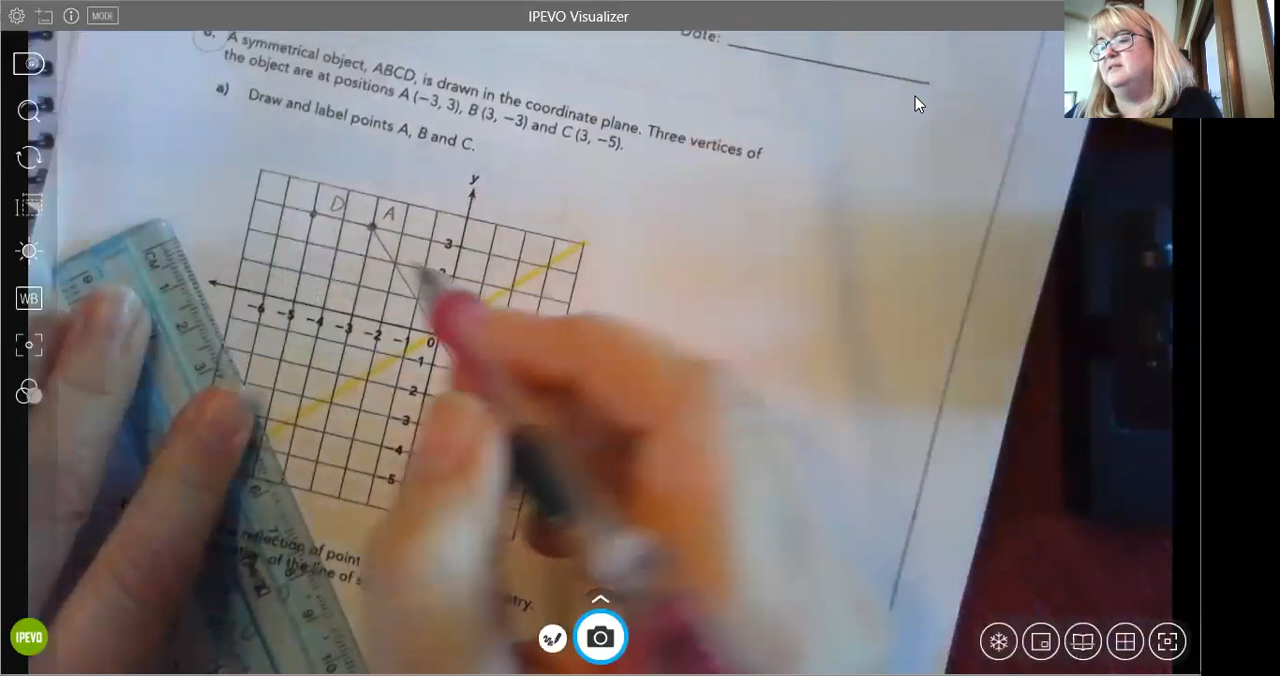 IPEVO Visualizer
MODE
Date:
A symmetrical object, ABCD, is drawn in the coordinate plane. Three vertices of
the object are at positions A (−3, 3), B (3, −3) and C (3, −5).
a) Draw and label points A, B and C.
y
D A
3
−6 −5 −4 −3 −2 −1 0
−1
−2
−3
−4
−5
CM 1
2
3
reflection of point
of the line of s
try.
WB
IPEVO